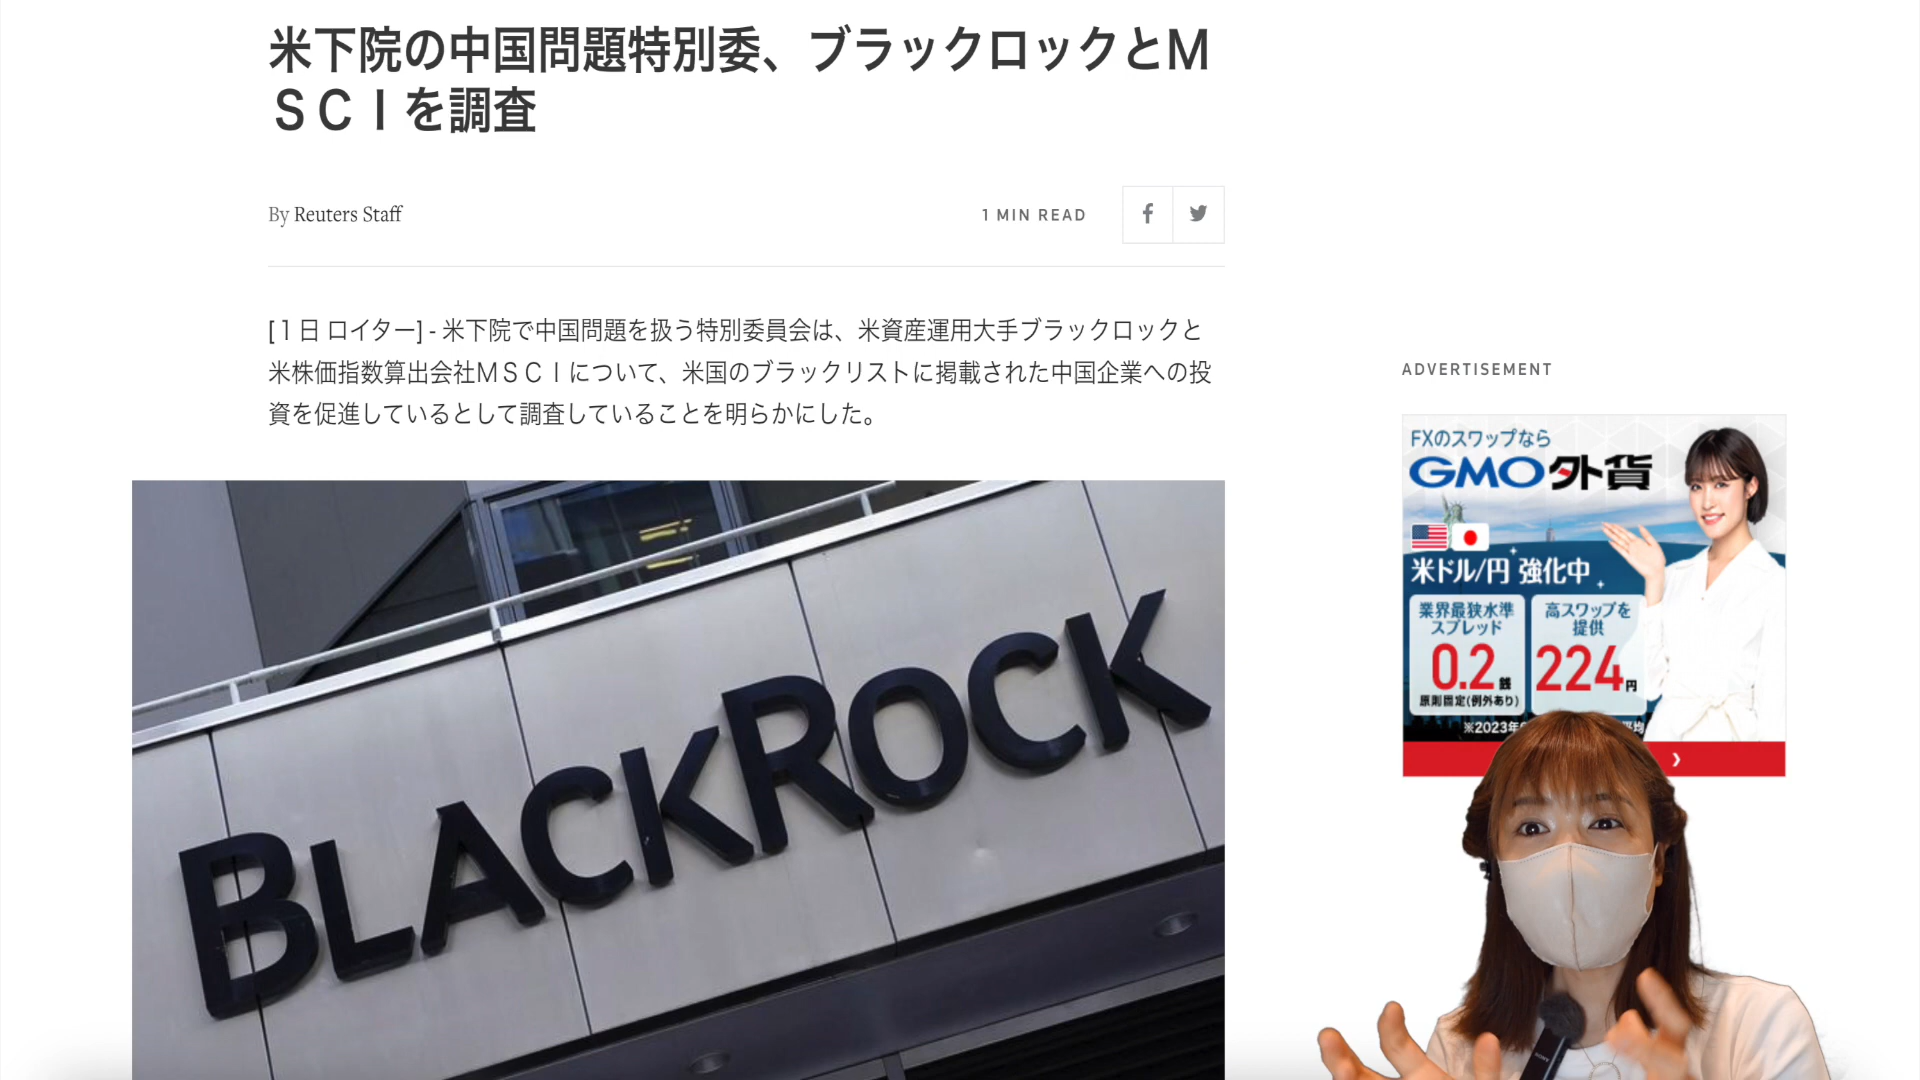 米下院の中国問題特別委、ブラックロックとＭ
ＳＣＩを調査
By Reuters Staff
1 MIN READ
[１日 ロイター] - 米下院で中国問題を扱う特別委員会は、米資産運用大手ブラックロックと
米株価指数算出会社ＭＳＣＩについて、米国のブラックリストに掲載された中国企業への投
資を促進しているとして調査していることを明らかにした。
BLACKROCK
ADVERTISEMENT
FXのスワップなら
GMO外貨
米ドル/円 強化中
業界最狭水準
スプレッド
0.2銭
原則固定(例外あり)
高スワップを
提供
224円
※2023年
平均